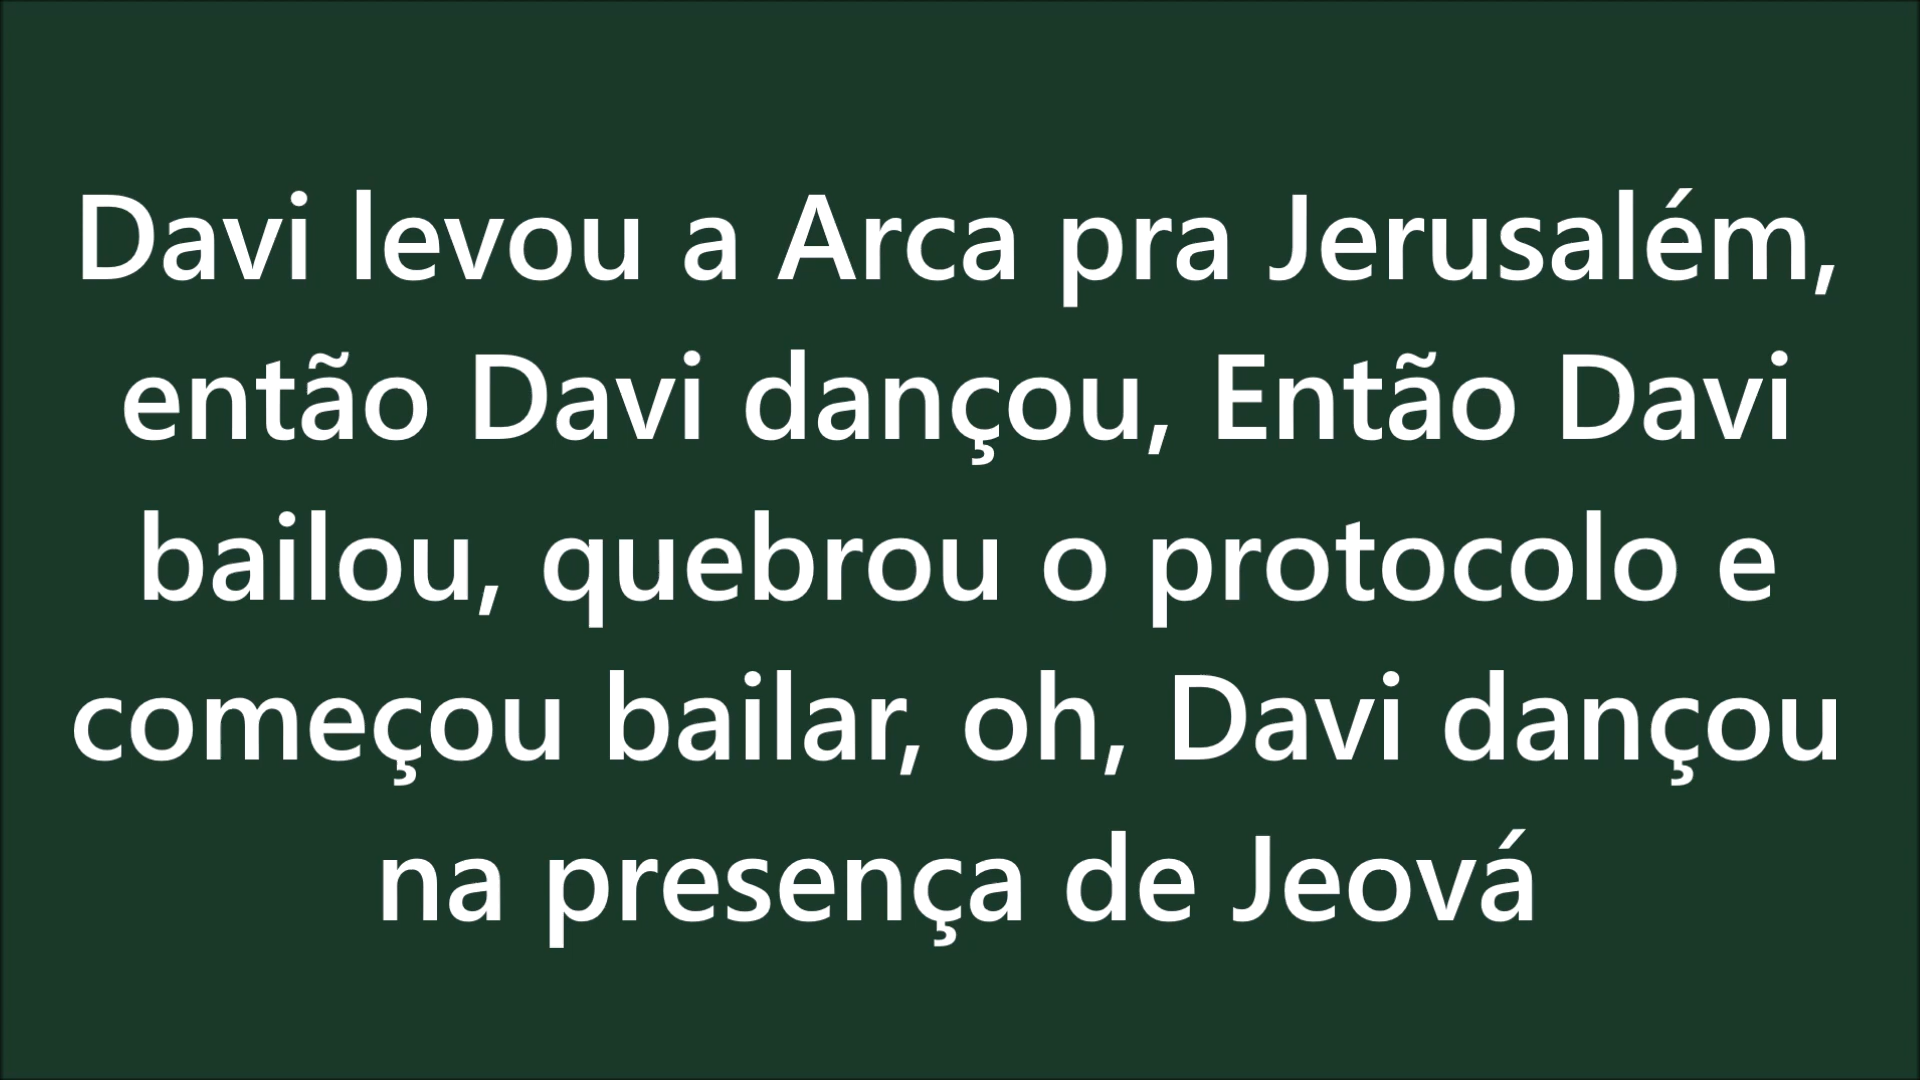 Davi levou a Arca pra Jerusalém,
então Davi dançou, Então Davi
bailou, quebrou o protocolo e
começou bailar, oh, Davi dançou
na presença de Jeová